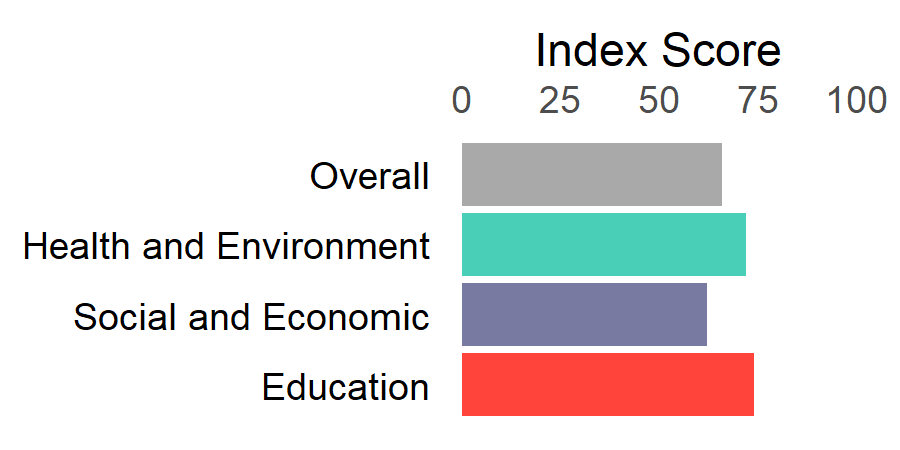 Index Score
0 25 50 75 100
Overall
Health and Environment
Social and Economic
Education